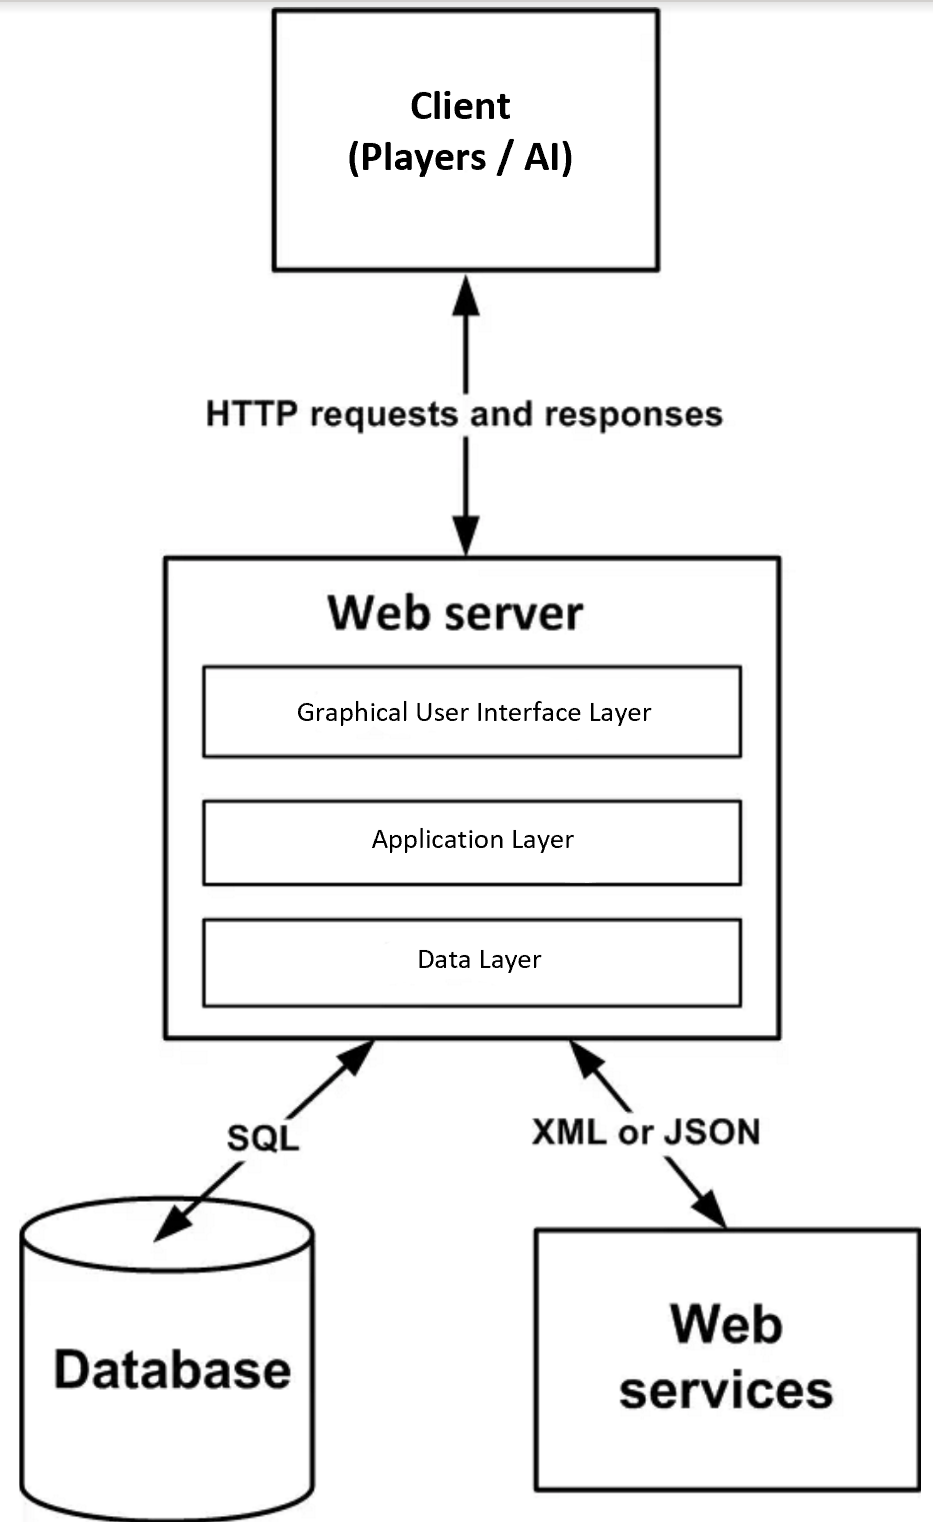 Client
(Players / AI)
HTTP requests and responses
Web server
Graphical User Interface Layer
Application Layer
Data Layer
SQL
XML or JSON
Database
Web
services